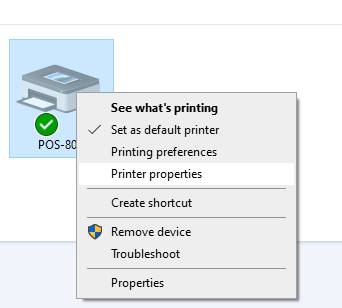 See what's printing
Set as default printer
Printing preferences
Printer properties
Create shortcut
Remove device
Troubleshoot
Properties
POS-80